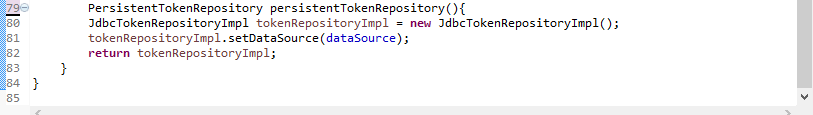 79 PersistentTokenRepository persistentTokenRepository(){
80 JdbcTokenRepositoryImpl tokenRepositoryImpl = new JdbcTokenRepositoryImpl();
81 tokenRepositoryImpl.setDataSource(dataSource);
82 return tokenRepositoryImpl;
83 }
84 }
85